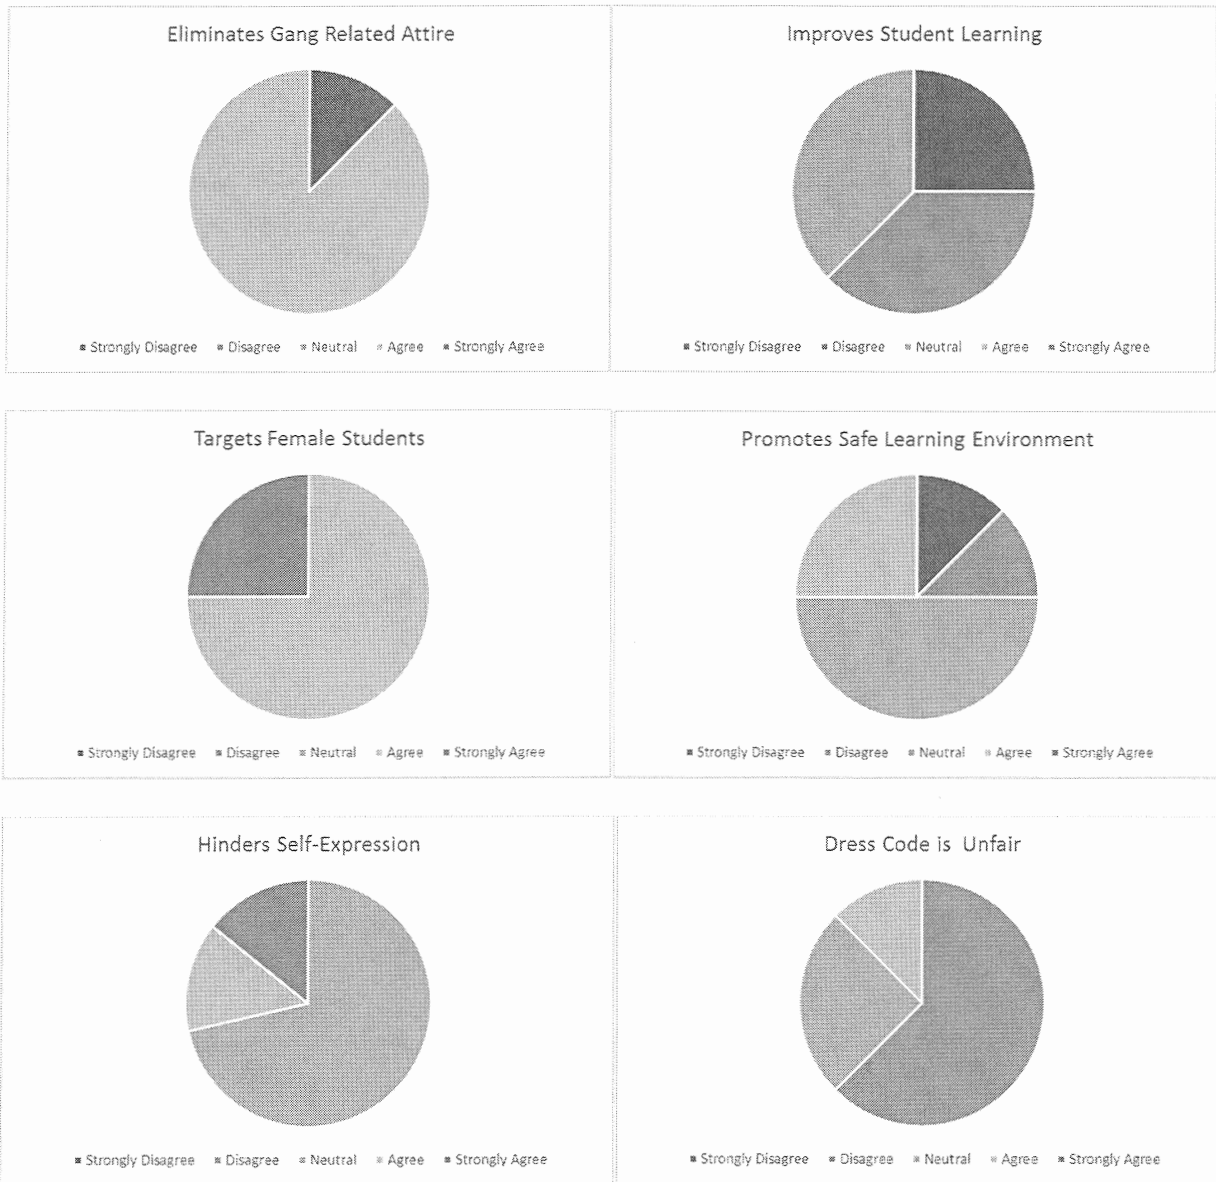 Eliminates Gang Related Attire
Strongly Disagree Disagree Neutral Agree Strongly Agree
Improves Student Learning
Strongly Disagree Disagree Neutral Agree Strongly Agree
Targets Female Students
Strongly Disagree Disagree Neutral Agree Strongly Agree
Promotes Safe Learning Environment
Strongly Disagree Disagree Neutral Agree Strongly Agree
Hinders Self-Expression
Strongly Disagree Disagree Neutral Agree Strongly Agree
Dress Code is Unfair
Strongly Disagree Disagree Neutral Agree Strongly Agree